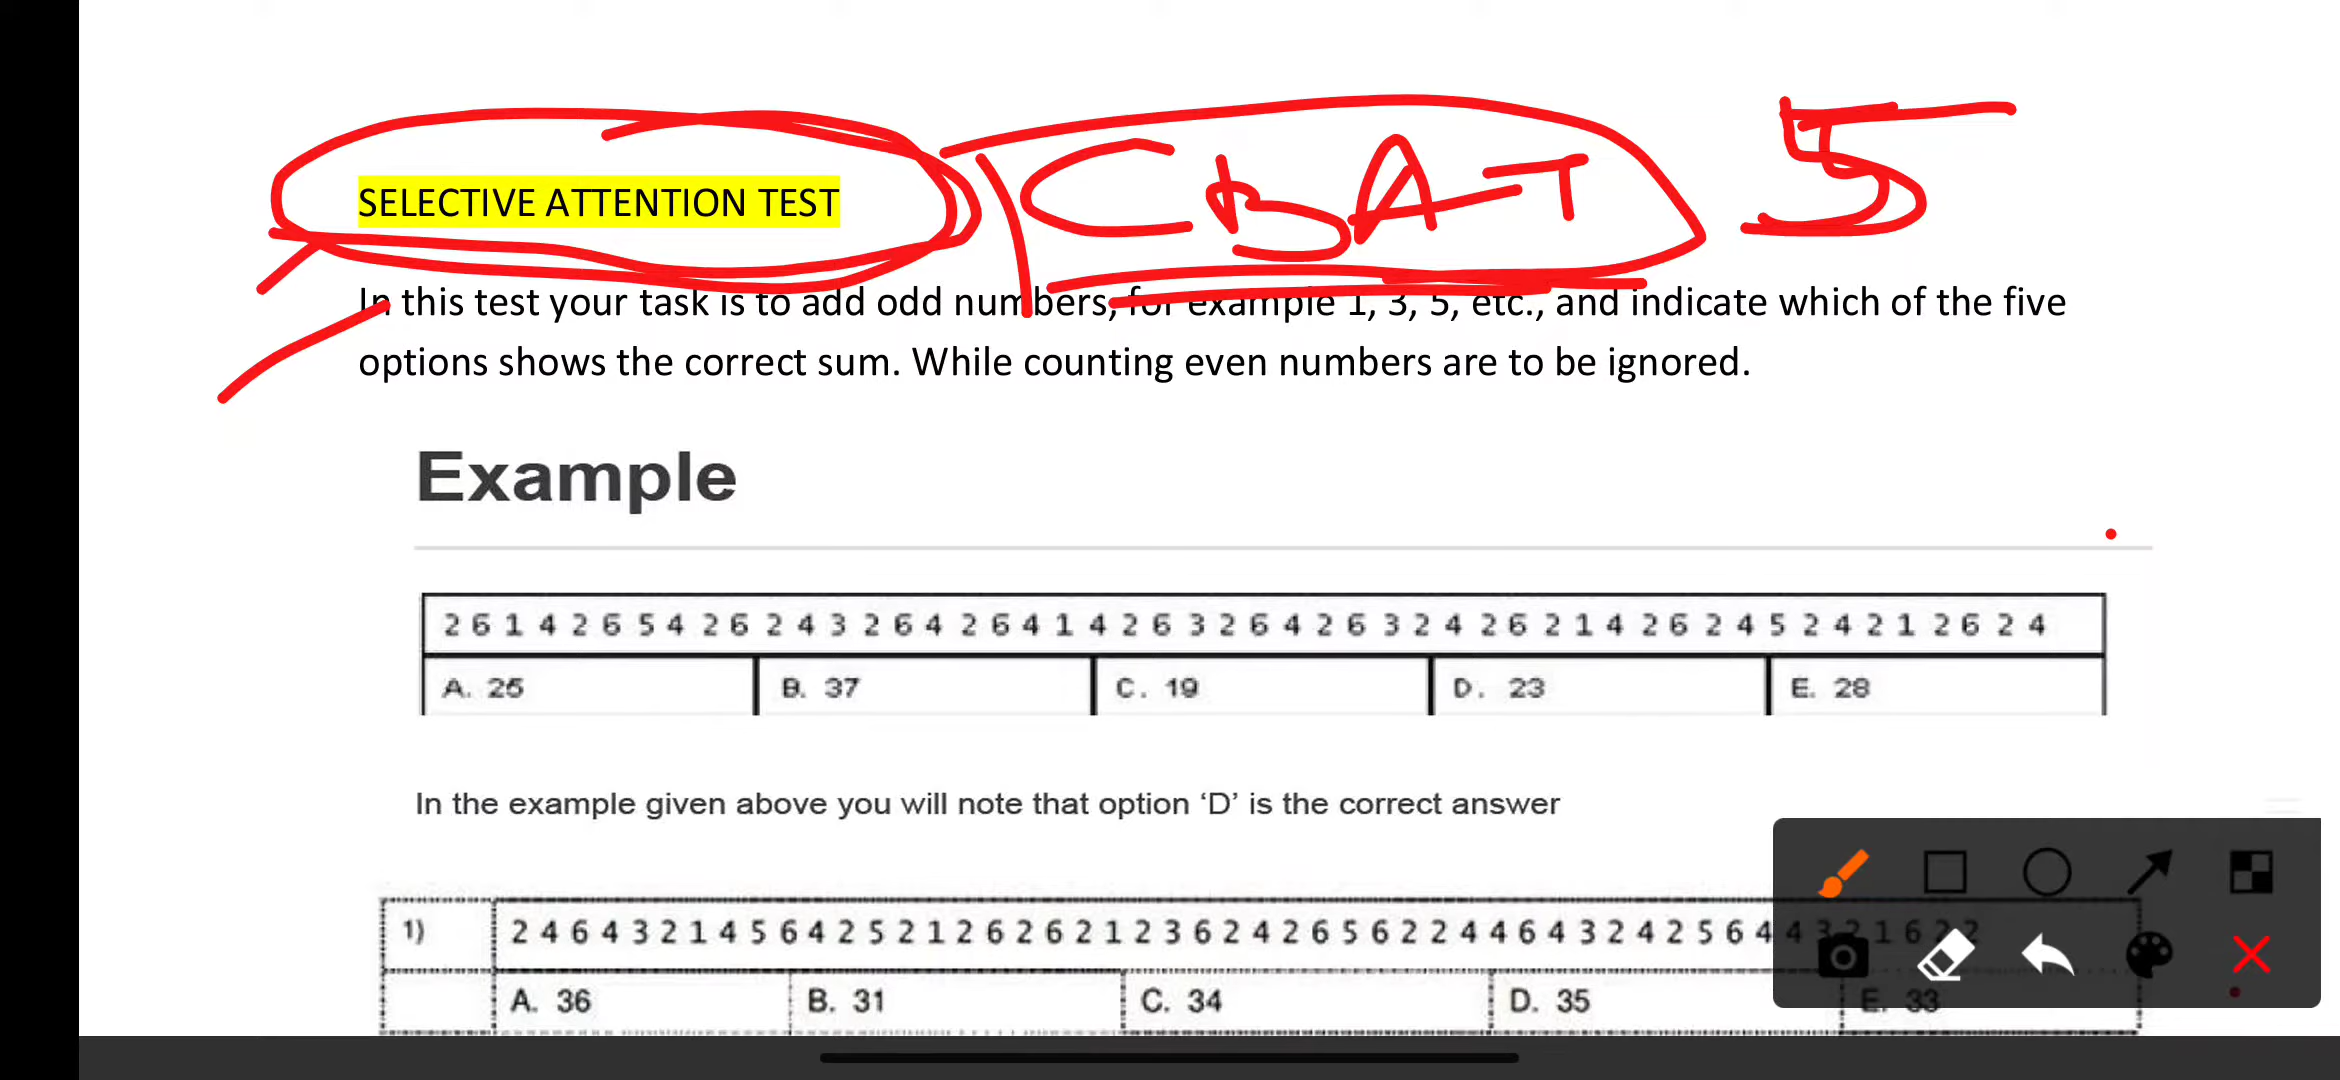 SELECTIVE ATTENTION TEST CBAT 5
In this test your task is to add odd numbers, for example 1, 3, 5, etc., and indicate which of the five
options shows the correct sum. While counting even numbers are to be ignored.
Example
2 6 1 4 2 6 5 4 2 6 2 4 3 2 6 4 2 6 4 1 4 2 6 3 2 6 4 2 6 3 2 4 2 6 2 1 4 2 6 2 4 5 2 4 2 1 2 6 2 4
A. 25 B. 37 C. 19 D. 23 E. 28
In the example given above you will note that option ‘D’ is the correct answer
1) 2 4 6 4 3 2 1 4 5 6 4 2 5 2 1 2 6 2 6 2 1 2 3 6 2 4 2 6 5 6 2 2 4 4 6 4 3 2 4 2 5 6 4 4 3 2 1 6 2 2
A. 36 B. 31 C. 34 D. 35 E. 33